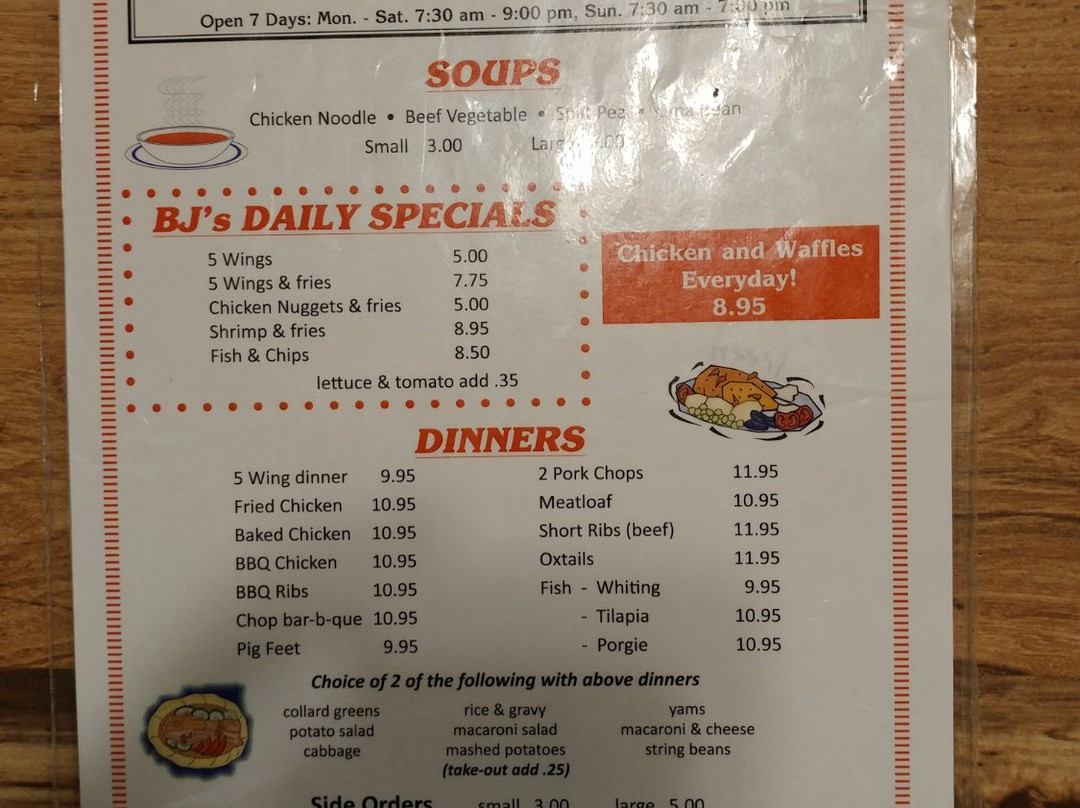 Open 7 Days: Mon. - Sat. 7:30 am - 9:00 pm, Sun. 7:30 am - 7:00 pm
SOUPS
Chicken Noodle • Beef Vegetable • Split Pea • Lima Bean
Small 3.00 Large
BJ's DAILY SPECIALS
5 Wings 5.00
5 Wings & fries 7.75
Chicken Nuggets & fries 5.00
Shrimp & fries 8.95
Fish & Chips 8.50
lettuce & tomato add .35
Chicken and Waffles
Everyday!
8.95
DINNERS
5 Wing dinner 9.95
Fried Chicken 10.95
Baked Chicken 10.95
BBQ Chicken 10.95
BBQ Ribs 10.95
Chop bar-b-que 10.95
Pig Feet 9.95
2 Pork Chops 11.95
Meatloaf 10.95
Short Ribs (beef) 11.95
Oxtails 11.95
Fish - Whiting 9.95
- Tilapia 10.95
- Porgie 10.95
Choice of 2 of the following with above dinners
collard greens rice & gravy yams
potato salad macaroni salad macaroni & cheese
cabbage mashed potatoes string beans
(take-out add .25)
Side Orders small 3.00 large 5.00